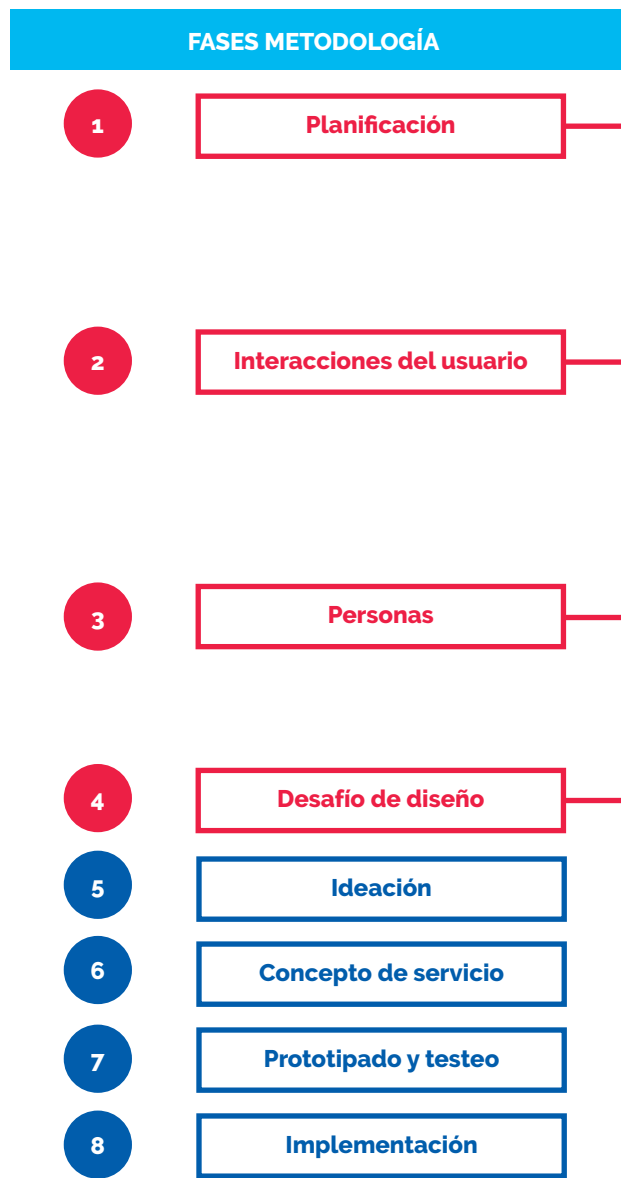 FASES METODOLOGÍA
1 Planificación
2 Interacciones del usuario
3 Personas
4 Desafío de diseño
5 Ideación
6 Concepto de servicio
7 Prototipado y testeo
8 Implementación